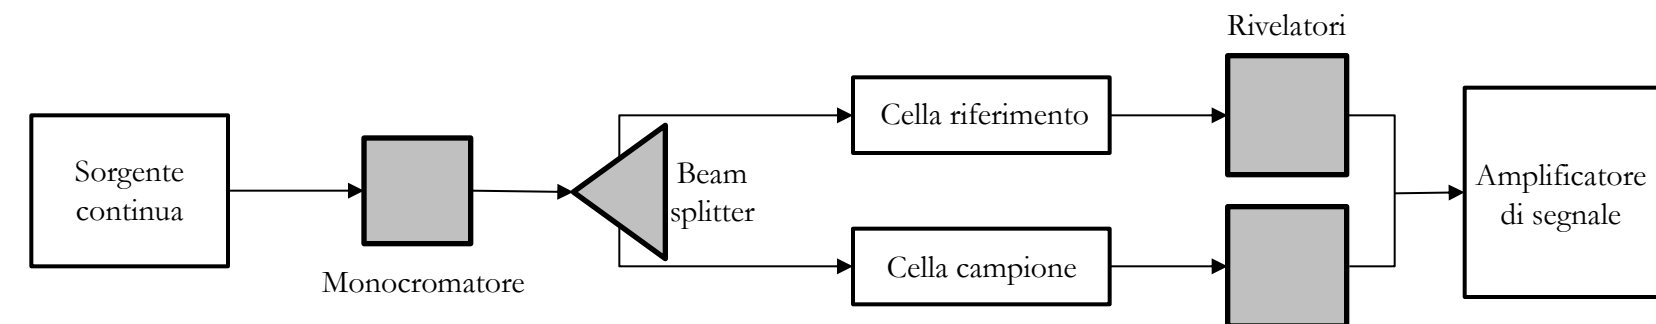 Rivelatori
Sorgente
continua
Monocromatore
Beam
splitter
Cella riferimento
Cella campione
Amplificatore
di segnale